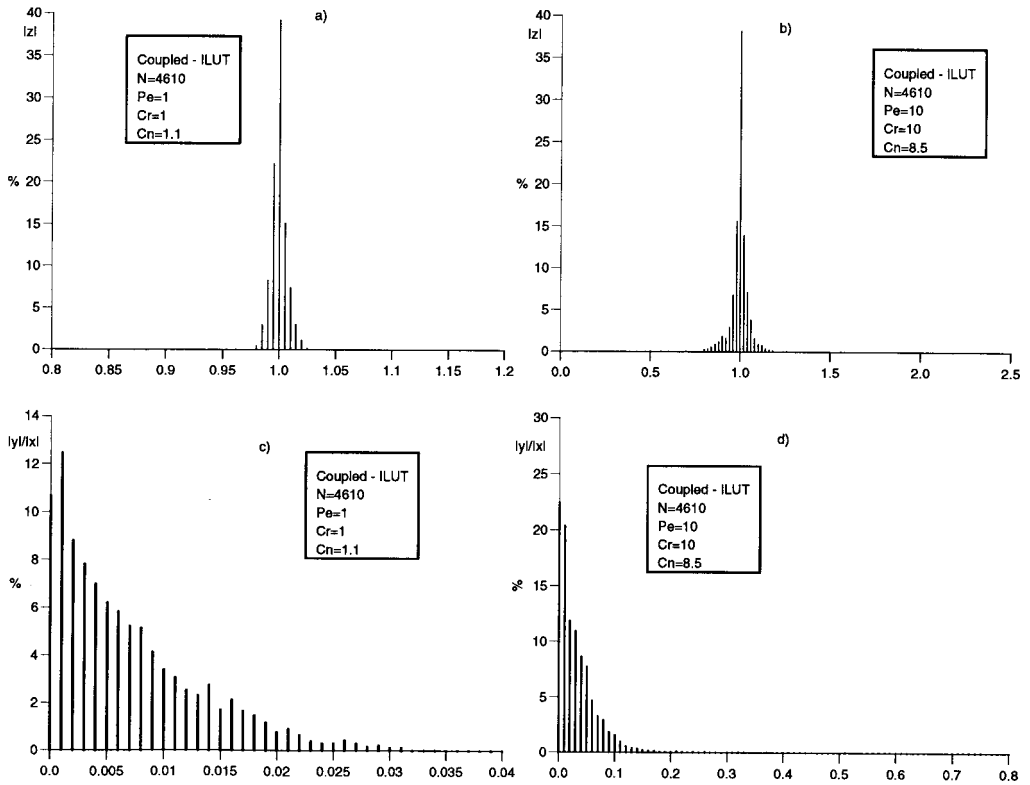 a)
40
|z|
35
30
25
%
20
15
10
5
0
0.8 0.85 0.9 0.95 1.0 1.05 1.1 1.15 1.2
Coupled - ILUT
N=4610
Pe=1
Cr=1
Cn=1.1
b)
40
|z|
35
30
25
%
20
15
10
5
0
0.0 0.5 1.0 1.5 2.0 2.5
Coupled - ILUT
N=4610
Pe=10
Cr=10
Cn=8.5
c)
14
|y|/|x|
12
10
8
%
6
4
2
0
0.0 0.005 0.01 0.015 0.02 0.025 0.03 0.035 0.04
Coupled - ILUT
N=4610
Pe=1
Cr=1
Cn=1.1
d)
30
|y|/|x|
25
20
15
%
10
5
0
0.0 0.1 0.2 0.3 0.4 0.5 0.6 0.7 0.8
Coupled - ILUT
N=4610
Pe=10
Cr=10
Cn=8.5